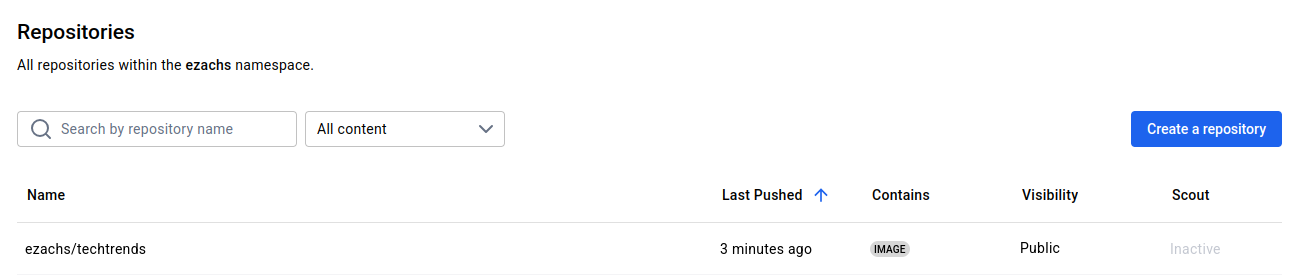 Repositories
All repositories within the ezachs namespace.
Search by repository name
All content
Create a repository
Name Last Pushed Contains Visibility Scout
ezachs/techtrends 3 minutes ago IMAGE Public Inactive